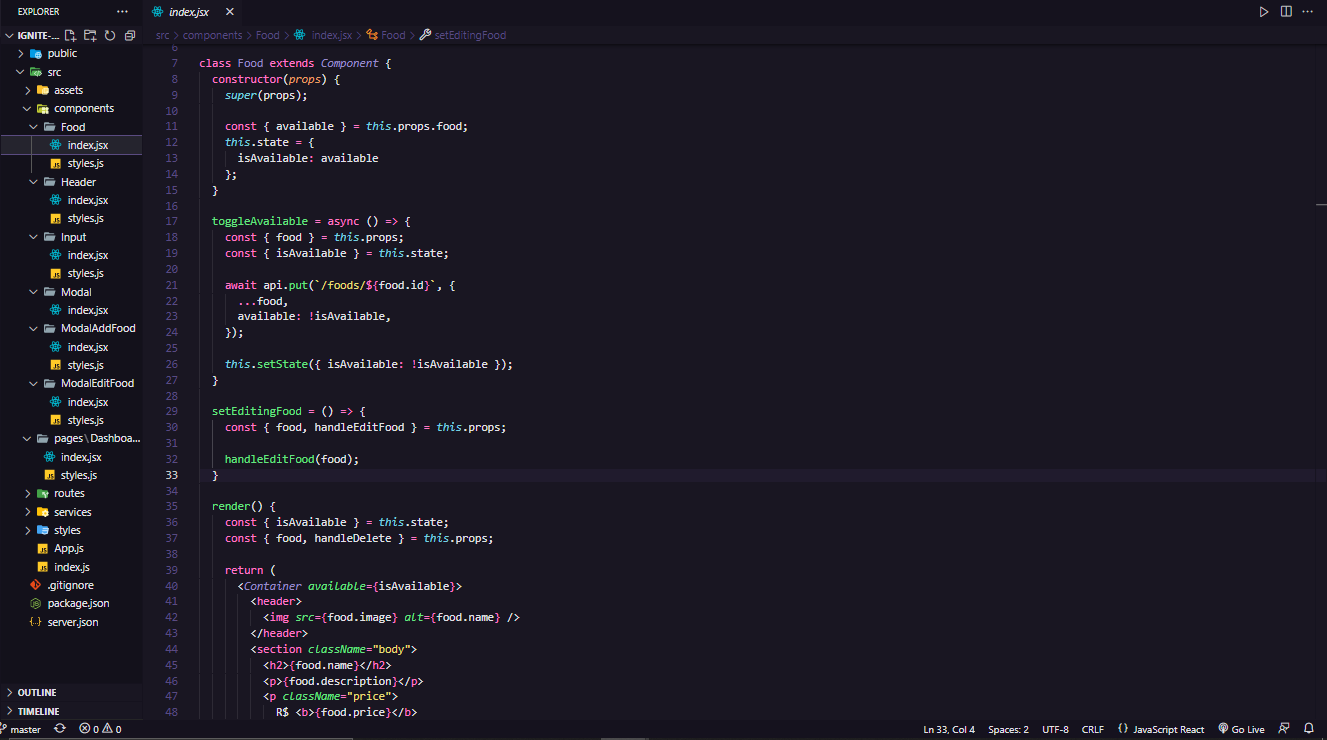 EXPLORER
index.jsx
IGNITE-...
src > components > Food > index.jsx > Food > setEditingFood
public
src
assets
components
Food
index.jsx
styles.js
Header
index.jsx
styles.js
Input
index.jsx
styles.js
Modal
index.jsx
ModalAddFood
index.jsx
styles.js
ModalEditFood
index.jsx
styles.js
pages\Dashboa...
index.jsx
styles.js
routes
services
styles
App.js
index.js
.gitignore
package.json
server.json
OUTLINE
TIMELINE
6
7 class Food extends Component {
8 constructor(props) {
9 super(props);
10
11 const { available } = this.props.food;
12 this.state = {
13 isAvailable: available
14 };
15 }
16
17 toggleAvailable = async () => {
18 const { food } = this.props;
19 const { isAvailable } = this.state;
20
21 await api.put(`/foods/${food.id}`, {
22 ...food,
23 available: !isAvailable,
24 });
25
26 this.setState({ isAvailable: !isAvailable });
27 }
28
29 setEditingFood = () => {
30 const { food, handleEditFood } = this.props;
31
32 handleEditFood(food);
33 }
34
35 render() {
36 const { isAvailable } = this.state;
37 const { food, handleDelete } = this.props;
38
39 return (
40 <Container available={isAvailable}>
41 <header>
42 <img src={food.image} alt={food.name} />
43 </header>
44 <section className="body">
45 <h2>{food.name}</h2>
46 <p>{food.description}</p>
47 <p className="price">
48 R$ <b>{food.price}</b>
master 0 0 Ln 33, Col 4 Spaces: 2 UTF-8 CRLF {} JavaScript React Go Live